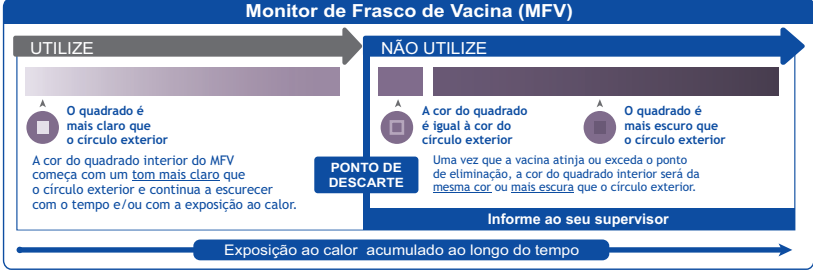 Monitor de Frasco de Vacina (MFV)
UTILIZE
O quadrado é
mais claro que
o círculo exterior
A cor do quadrado interior do MFV
começa com um tom mais claro que
o círculo exterior e continua a escurecer
com o tempo e/ou com a exposição ao calor.
PONTO DE
DESCARTE
NÃO UTILIZE
A cor do quadrado
é igual à cor do
círculo exterior
O quadrado é
mais escuro que
o círculo exterior
Uma vez que a vacina atinja ou exceda o ponto
de eliminação, a cor do quadrado interior será da
mesma cor ou mais escura que o círculo exterior.
Informe ao seu supervisor
Exposição ao calor acumulado ao longo do tempo